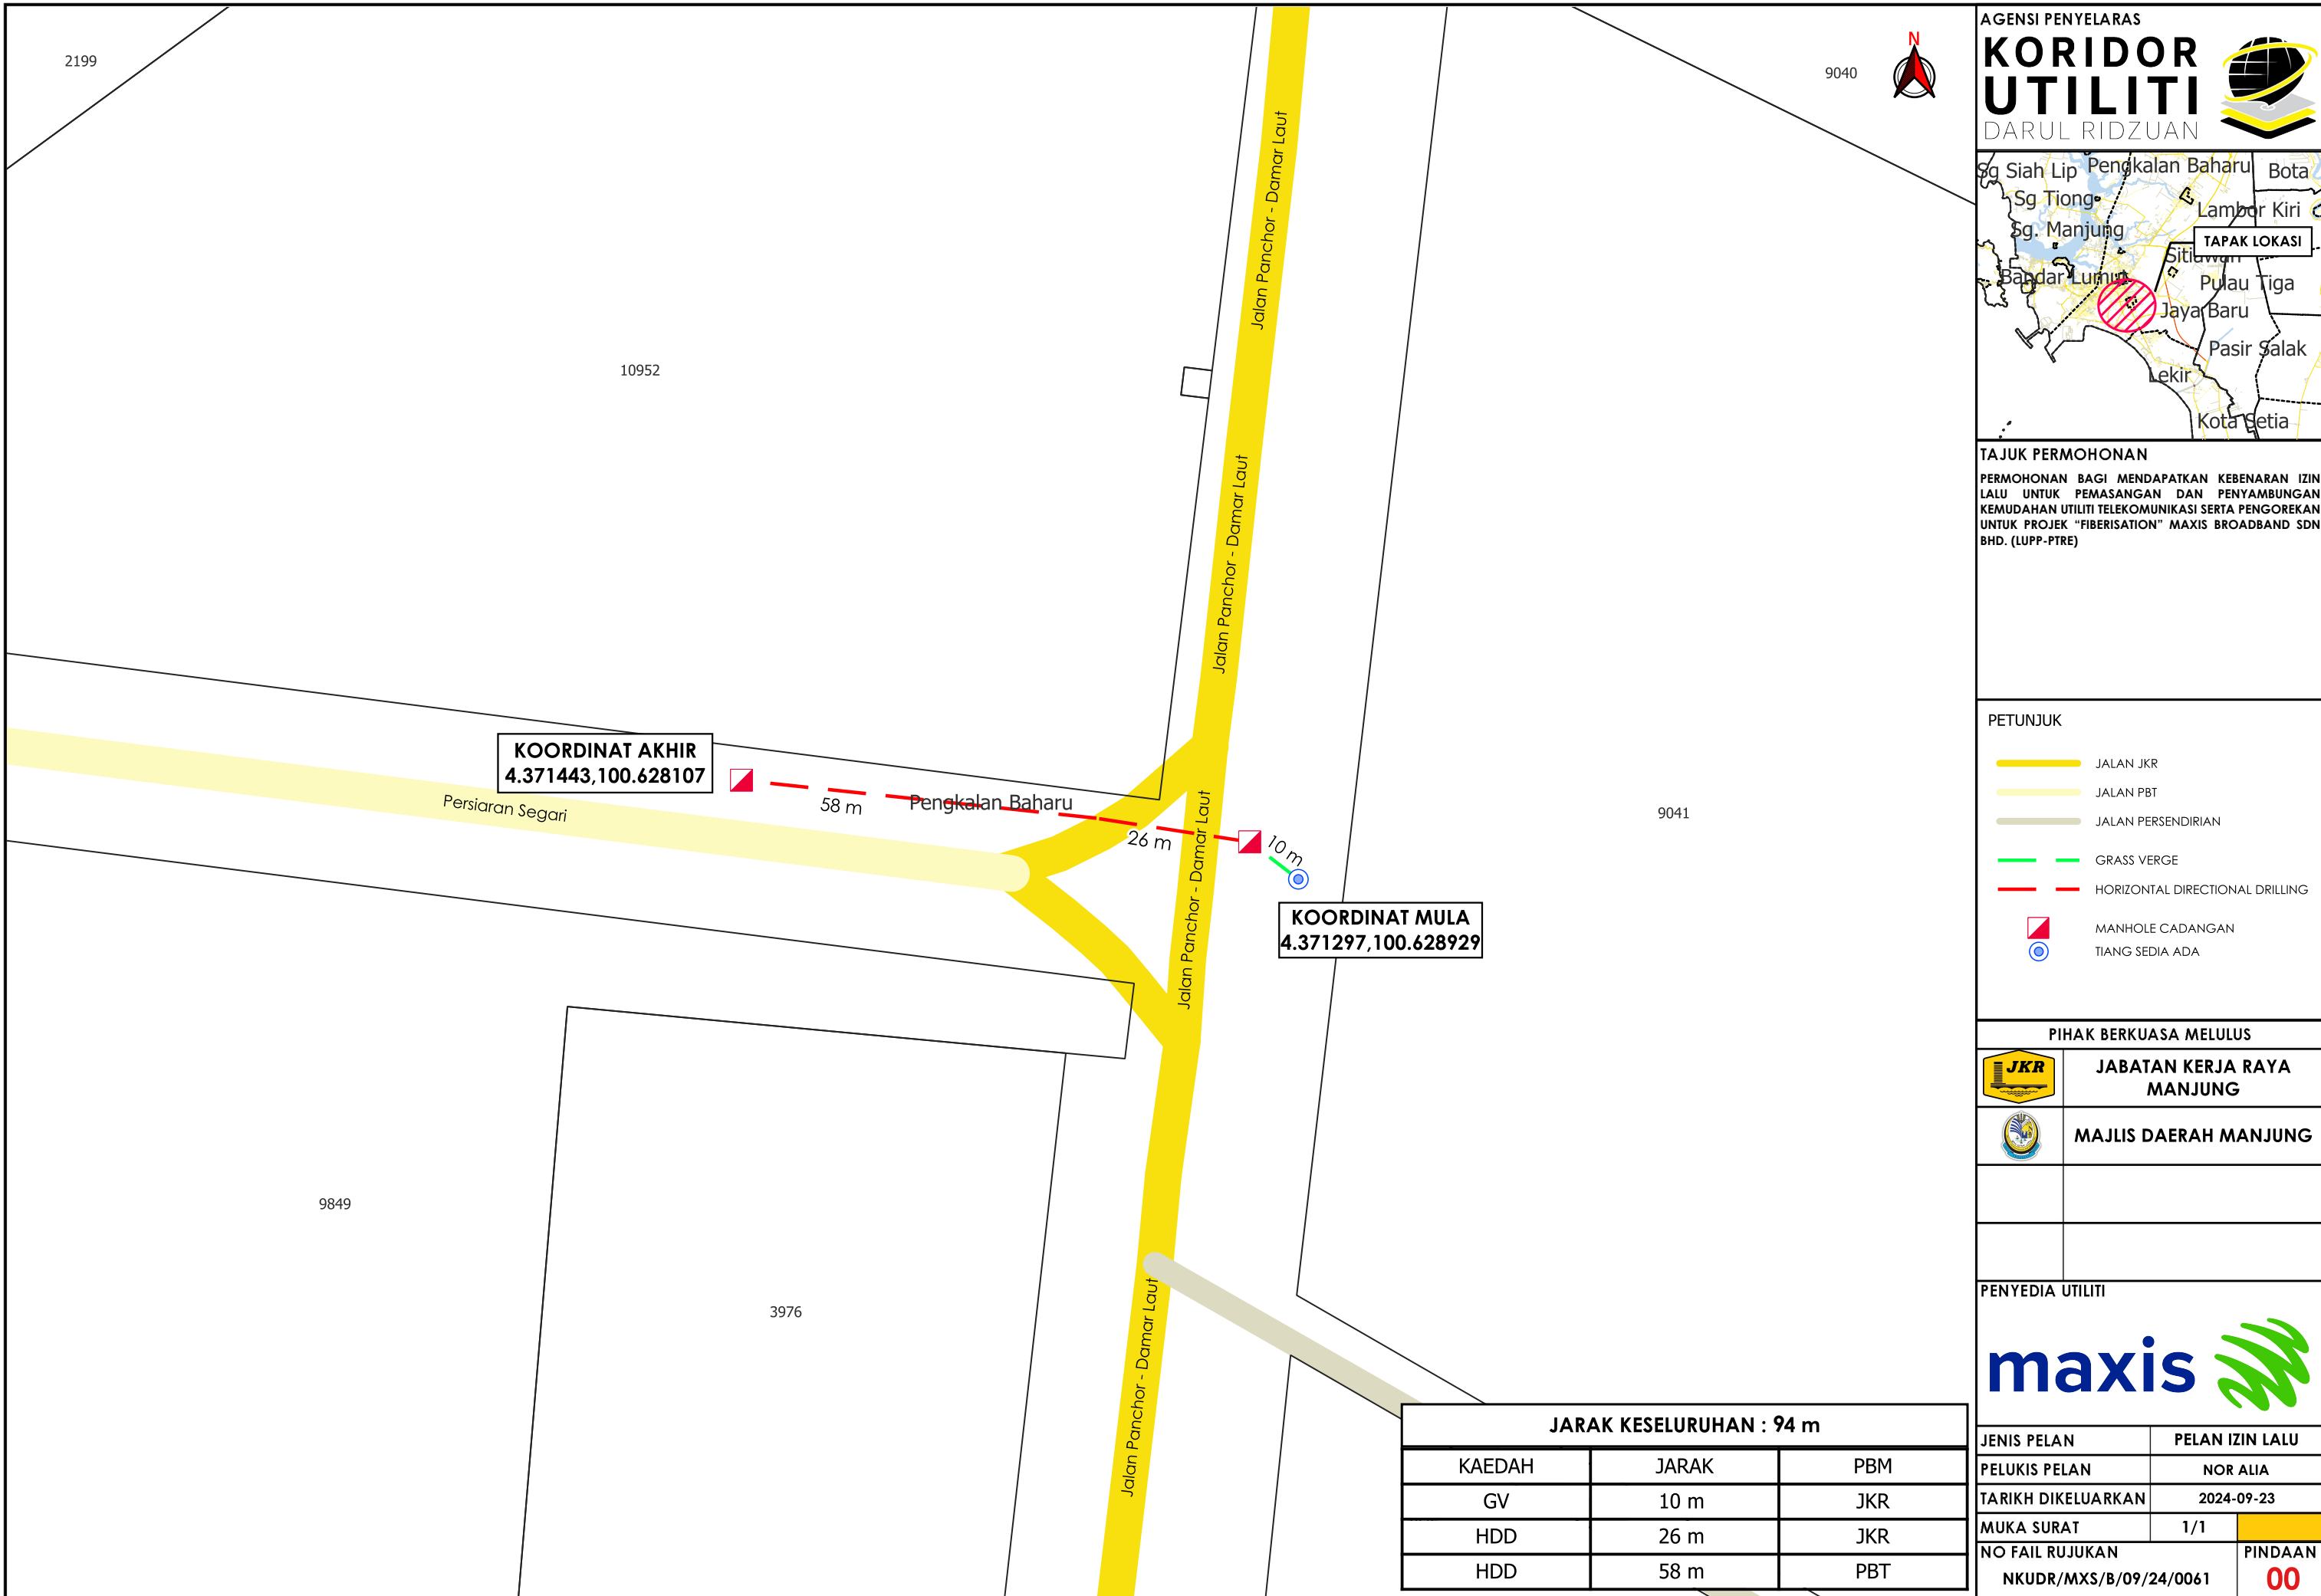 2199
9040
10952
Jalan Panchor - Damar Laut
Jalan Panchor - Damar Laut
Jalan Panchor - Damar Laut
Jalan Panchor - Damar Laut
KOORDINAT AKHIR
4.371443,100.628107
Persiaran Segari
58 m
Pengkalan Baharu
26 m
10 m
KOORDINAT MULA
4.371297,100.628929
9041
9849
3976
JARAK KESELURUHAN : 94 m
KAEDAH JARAK PBM
GV 10 m JKR
HDD 26 m JKR
HDD 58 m PBT
N
AGENSI PENYELARAS
KORIDOR
UTILITI
DARUL RIDZUAN
Sg Siah Lip
Pengkalan Baharu
Bota
Sg Tiong
Lambor Kiri
Sg. Manjung
TAPAK LOKASI
Sitiawan
Bandar Lumut
Pulau Tiga
Jaya Baru
Pasir Salak
Lekir
Kota Setia
TAJUK PERMOHONAN
PERMOHONAN BAGI MENDAPATKAN KEBENARAN IZIN
LALU UNTUK PEMASANGAN DAN PENYAMBUNGAN
KEMUDAHAN UTILITI TELEKOMUNIKASI SERTA PENGOREKAN
UNTUK PROJEK “FIBERISATION” MAXIS BROADBAND SDN
BHD. (LUPP-PTRE)
PETUNJUK
JALAN JKR
JALAN PBT
JALAN PERSENDIRIAN
GRASS VERGE
HORIZONTAL DIRECTIONAL DRILLING
MANHOLE CADANGAN
TIANG SEDIA ADA
PIHAK BERKUASA MELULUS
JKR
JABATAN KERJA RAYA
MANJUNG
MAJLIS DAERAH MANJUNG
PENYEDIA UTILITI
maxis
JENIS PELAN PELAN IZIN LALU
PELUKIS PELAN NOR ALIA
TARIKH DIKELUARKAN 2024-09-23
MUKA SURAT 1/1
NO FAIL RUJUKAN PINDAAN
NKUDR/MXS/B/09/24/0061 00